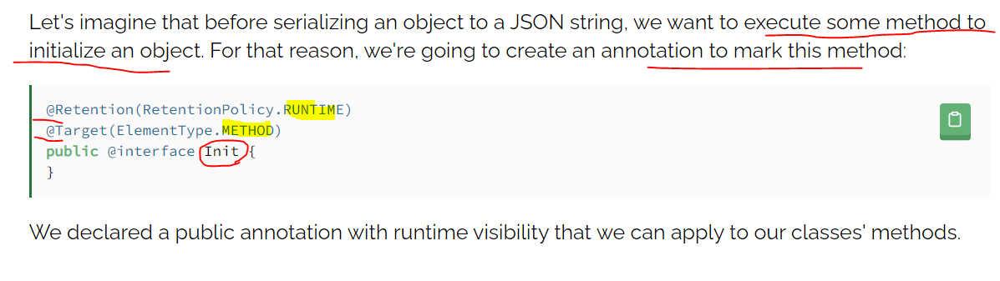 Let's imagine that before serializing an object to a JSON string, we want to execute some method to
initialize an object. For that reason, we're going to create an annotation to mark this method:
@Retention(RetentionPolicy.RUNTIME)
@Target(ElementType.METHOD)
public @interface Init {
}
We declared a public annotation with runtime visibility that we can apply to our classes' methods.